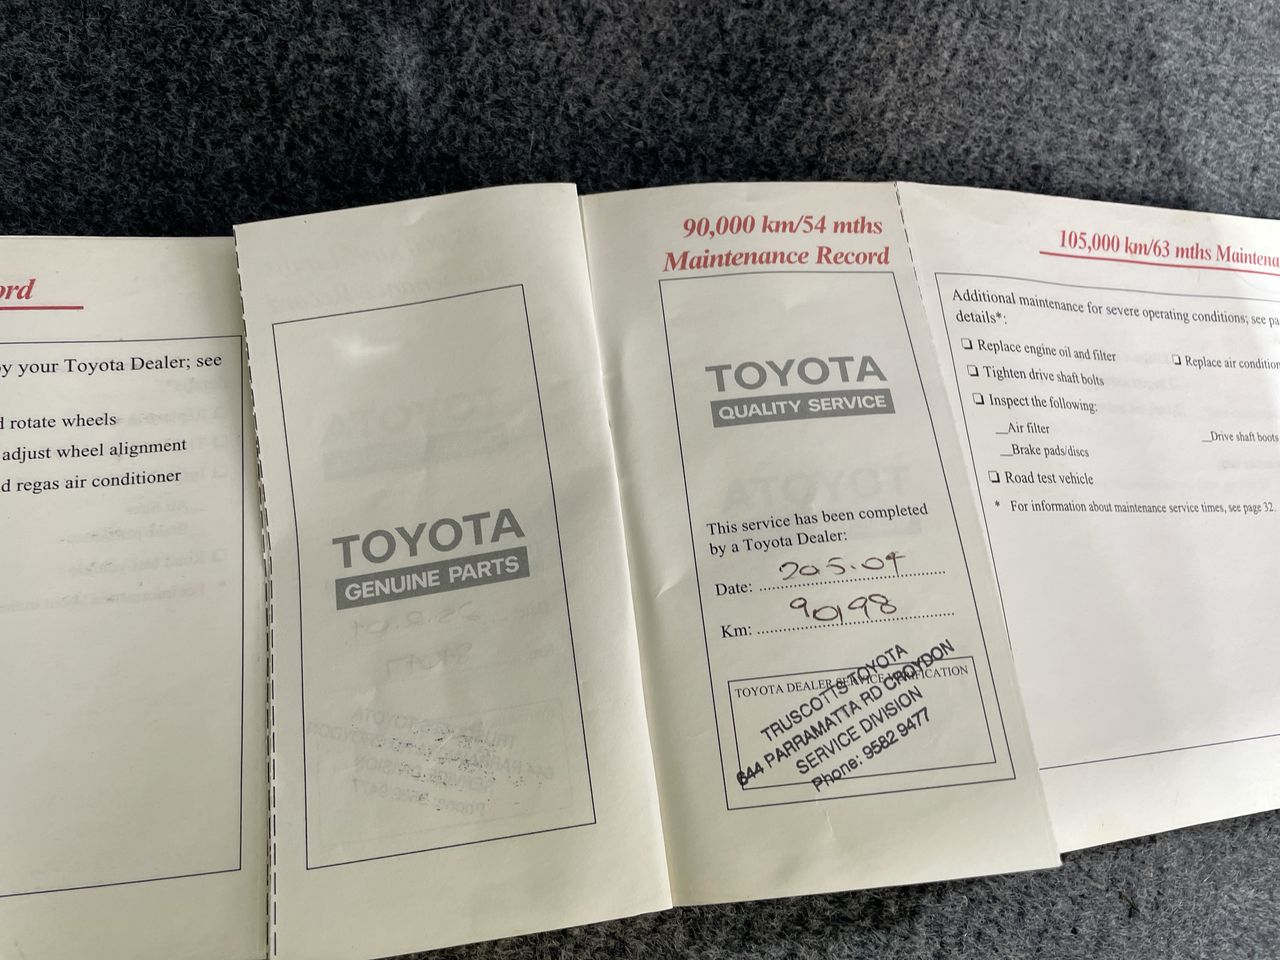 ord
y your Toyota Dealer; see
d rotate wheels
adjust wheel alignment
d regas air conditioner
TOYOTA
GENUINE PARTS
90,000 km/54 mths
Maintenance Record
TOYOTA
QUALITY SERVICE
This service has been completed
by a Toyota Dealer:
Date: 20.5.04
Km: 90198
TOYOTA DEALER SERVICE VERIFICATION
TRUSCOTTS TOYOTA
644 PARRAMATTA RD CROYDON
SERVICE DIVISION
Phone: 9582 9477
105,000 km/63 mths Maintena
Additional maintenance for severe operating conditions; see pa
details*:
❏ Replace engine oil and filter
❏ Replace air condition
❏ Tighten drive shaft bolts
❏ Inspect the following:
_Air filter
_Drive shaft boots
_Brake pads/discs
❏ Road test vehicle
* For information about maintenance service times, see page 32.